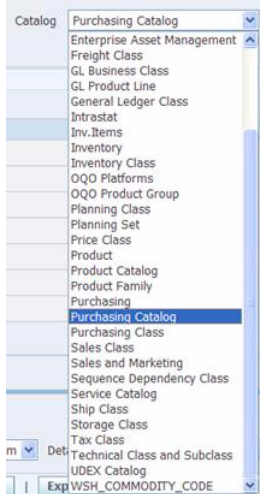 Catalog Purchasing Catalog
Enterprise Asset Management
Freight Class
GL Business Class
GL Product Line
General Ledger Class
Intrastat
Inv.Items
Inventory
Inventory Class
OQO Platforms
OQO Product Group
Planning Class
Planning Set
Price Class
Product
Product Catalog
Product Family
Purchasing
Purchasing Catalog
Purchasing Class
Sales Class
Sales and Marketing
Sequence Dependency Class
Service Catalog
Ship Class
Storage Class
Tax Class
m Det Technical Class and Subclass
UDEX Catalog
| Exp WSH_COMMODITY_CODE